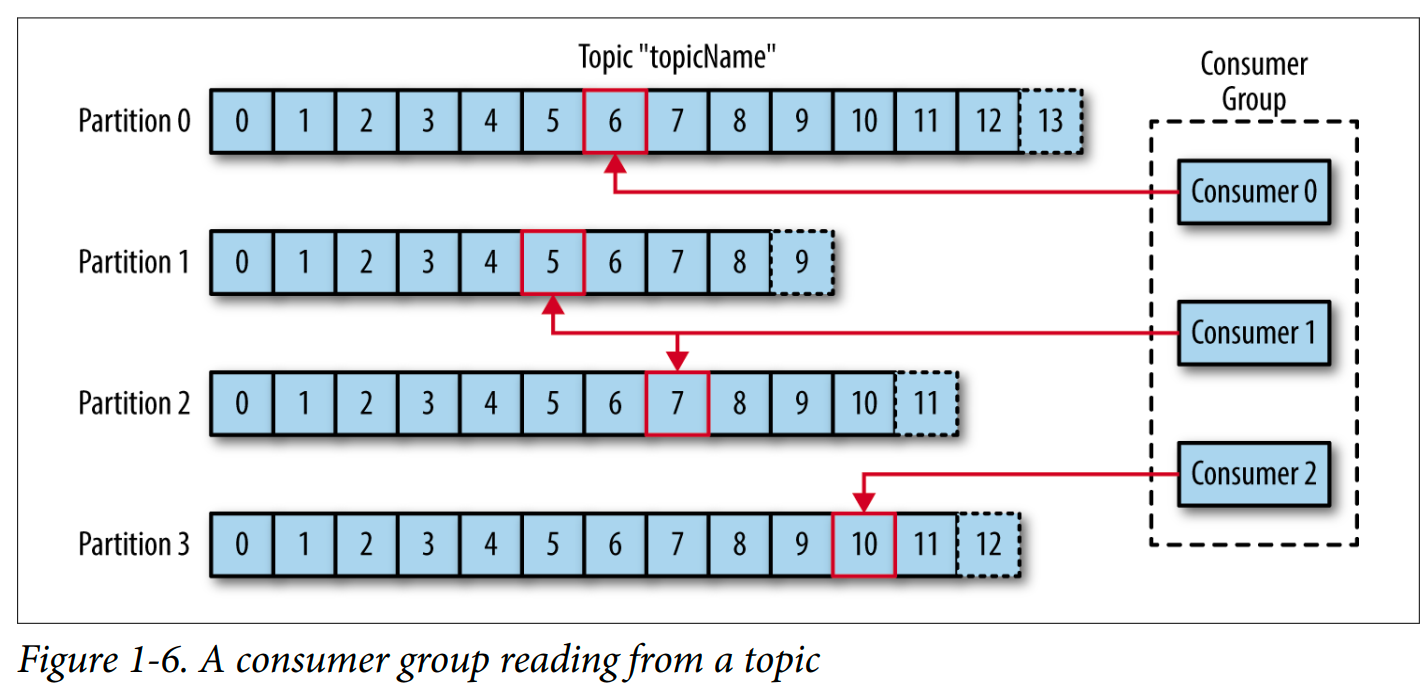 Topic "topicName"
Consumer
Group
Partition 0 0 1 2 3 4 5 6 7 8 9 10 11 12 13
Consumer 0
Partition 1 0 1 2 3 4 5 6 7 8 9
Consumer 1
Partition 2 0 1 2 3 4 5 6 7 8 9 10 11
Consumer 2
Partition 3 0 1 2 3 4 5 6 7 8 9 10 11 12
Figure 1-6. A consumer group reading from a topic